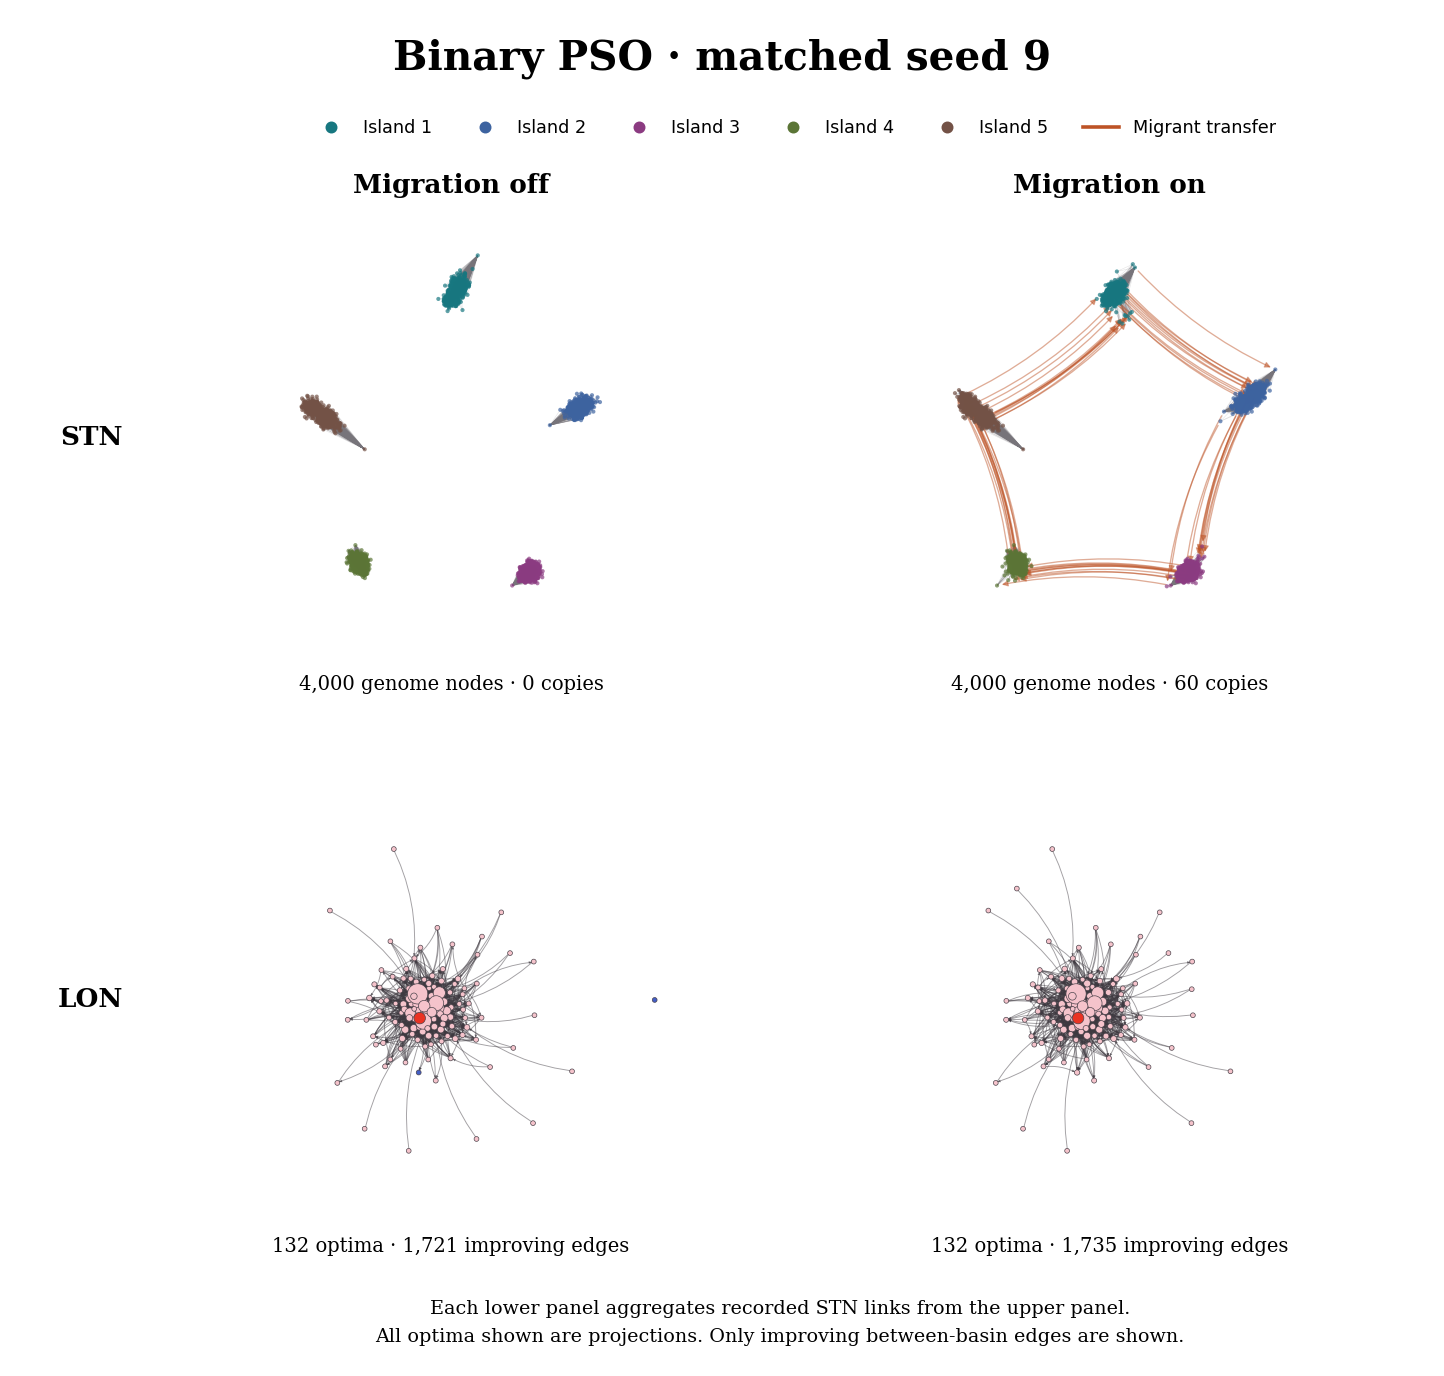 Binary PSO · matched seed 9
Island 1 Island 2 Island 3 Island 4 Island 5 Migrant transfer
Migration off Migration on
STN
4,000 genome nodes · 0 copies 4,000 genome nodes · 60 copies
LON
132 optima · 1,721 improving edges 132 optima · 1,735 improving edges
Each lower panel aggregates recorded STN links from the upper panel.
All optima shown are projections. Only improving between-basin edges are shown.